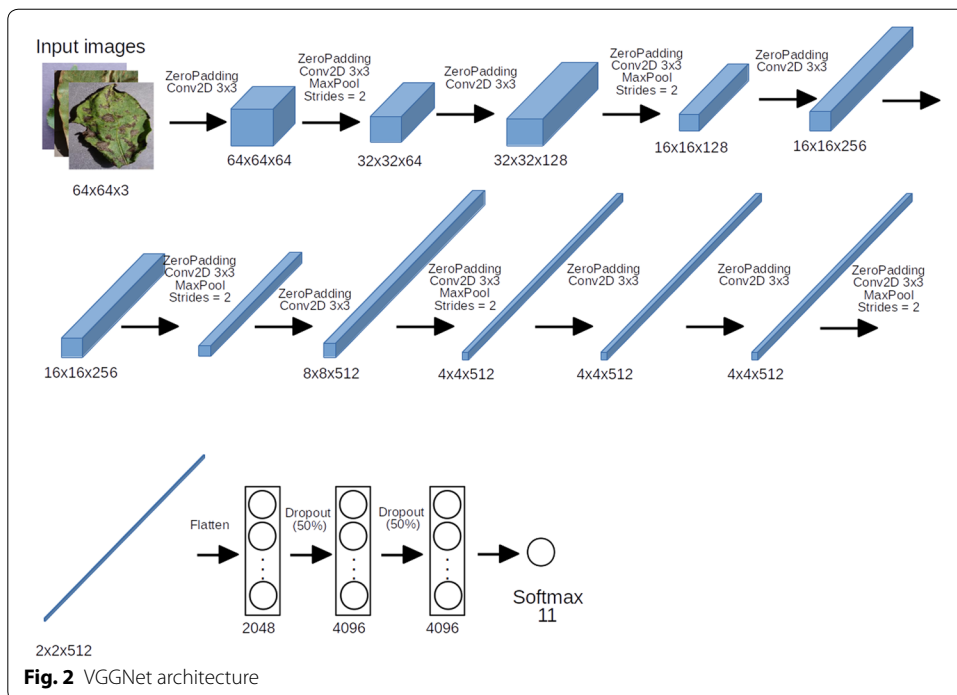 Input images
64x64x3
ZeroPadding
Conv2D 3x3
64x64x64
ZeroPadding
Conv2D 3x3
MaxPool
Strides = 2
32x32x64
ZeroPadding
Conv2D 3x3
32x32x128
ZeroPadding
Conv2D 3x3
MaxPool
Strides = 2
16x16x128
ZeroPadding
Conv2D 3x3
16x16x256
16x16x256
ZeroPadding
Conv2D 3x3
MaxPool
Strides = 2
ZeroPadding
Conv2D 3x3
8x8x512
ZeroPadding
Conv2D 3x3
MaxPool
Strides = 2
4x4x512
ZeroPadding
Conv2D 3x3
4x4x512
ZeroPadding
Conv2D 3x3
4x4x512
ZeroPadding
Conv2D 3x3
MaxPool
Strides = 2
2x2x512
Flatten
2048
Dropout
(50%)
4096
Dropout
(50%)
4096
Softmax
11
Fig. 2 VGGNet architecture